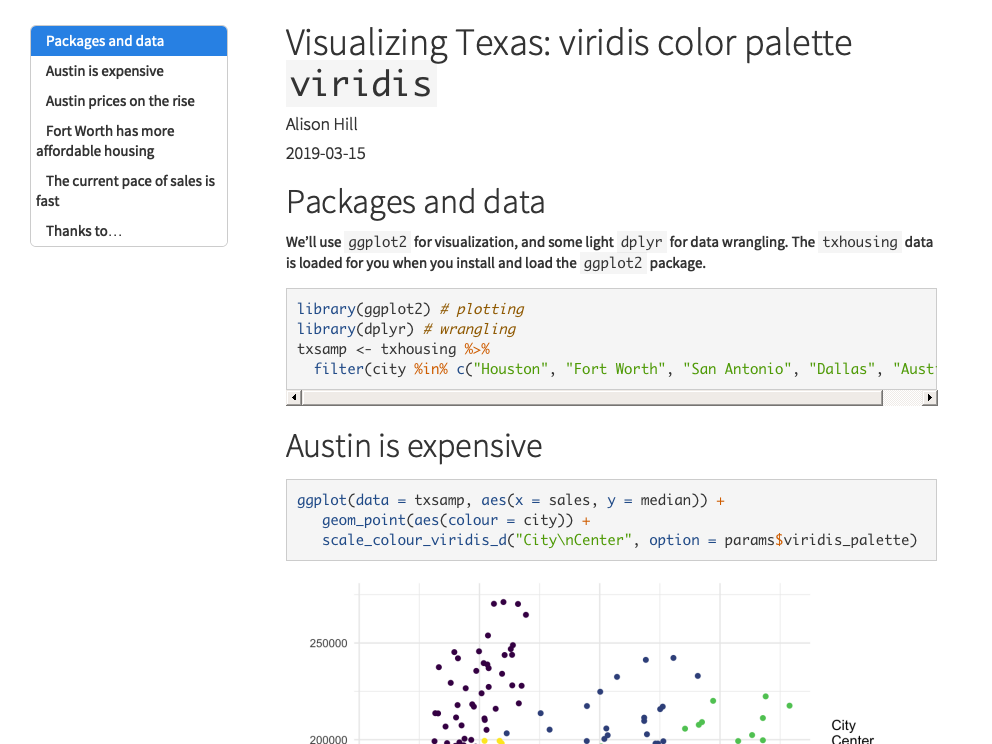 Packages and data
Austin is expensive
Austin prices on the rise
Fort Worth has more
affordable housing
The current pace of sales is
fast
Thanks to…
Visualizing Texas: viridis color palette
viridis
Alison Hill
2019-03-15
Packages and data
We’ll use ggplot2 for visualization, and some light dplyr for data wrangling. The txhousing data
is loaded for you when you install and load the ggplot2 package.
library(ggplot2) # plotting
library(dplyr) # wrangling
txsamp <- txhousing %>%
filter(city %in% c("Houston", "Fort Worth", "San Antonio", "Dallas", "Aust
Austin is expensive
ggplot(data = txsamp, aes(x = sales, y = median)) +
geom_point(aes(colour = city)) +
scale_colour_viridis_d("City\nCenter", option = params$viridis_palette)
250000
200000
City
Center